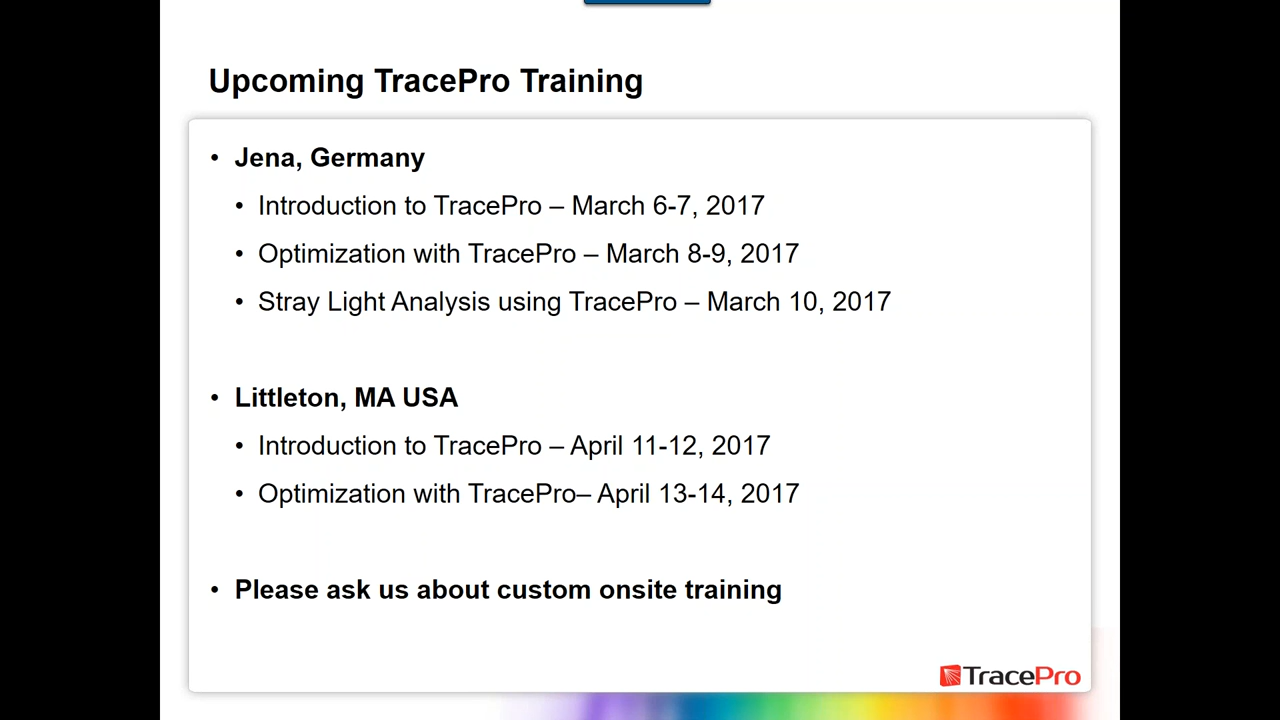 Upcoming TracePro Training
• Jena, Germany
• Introduction to TracePro – March 6-7, 2017
• Optimization with TracePro – March 8-9, 2017
• Stray Light Analysis using TracePro – March 10, 2017
• Littleton, MA USA
• Introduction to TracePro – April 11-12, 2017
• Optimization with TracePro– April 13-14, 2017
• Please ask us about custom onsite training
TracePro